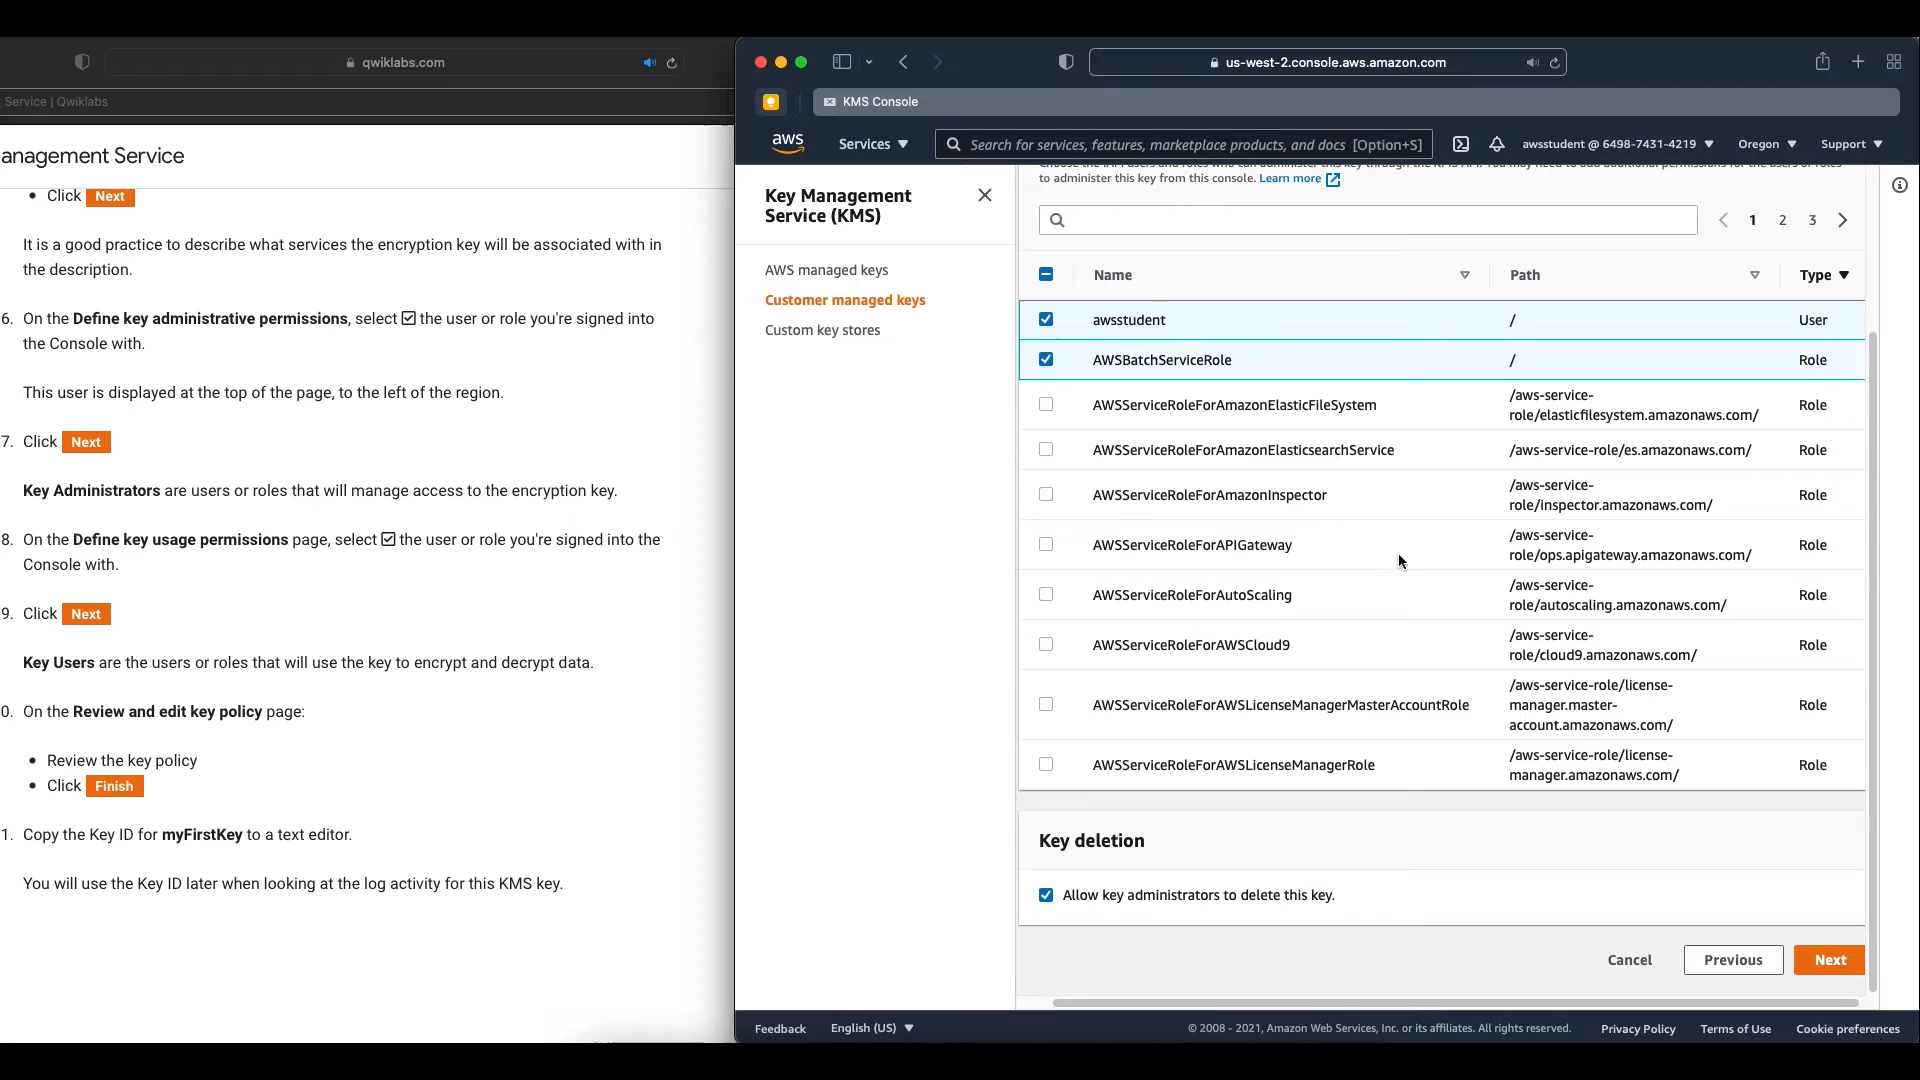 qwiklabs.com
Service | Qwiklabs
anagement Service
• Click Next
It is a good practice to describe what services the encryption key will be associated with in
the description.
6. On the Define key administrative permissions, select the user or role you're signed into
the Console with.
This user is displayed at the top of the page, to the left of the region.
7. Click Next
Key Administrators are users or roles that will manage access to the encryption key.
8. On the Define key usage permissions page, select the user or role you're signed into the
Console with.
9. Click Next
Key Users are the users or roles that will use the key to encrypt and decrypt data.
0. On the Review and edit key policy page:
• Review the key policy
• Click Finish
1. Copy the Key ID for myFirstKey to a text editor.
You will use the Key ID later when looking at the log activity for this KMS key.
us-west-2.console.aws.amazon.com
KMS Console
aws Services Search for services, features, marketplace products, and docs [Option+S] awsstudent @ 6498-7431-4219 Oregon Support
Key Management
Service (KMS)
AWS managed keys
Customer managed keys
Custom key stores
to administer this key from this console. Learn more
1 2 3
Name Path Type
awsstudent / User
AWSBatchServiceRole / Role
AWSServiceRoleForAmazonElasticFileSystem /aws-service-
role/elasticfilesystem.amazonaws.com/ Role
AWSServiceRoleForAmazonElasticsearchService /aws-service-role/es.amazonaws.com/ Role
AWSServiceRoleForAmazonInspector /aws-service-
role/inspector.amazonaws.com/ Role
AWSServiceRoleForAPIGateway /aws-service-
role/ops.apigateway.amazonaws.com/ Role
AWSServiceRoleForAutoScaling /aws-service-
role/autoscaling.amazonaws.com/ Role
AWSServiceRoleForAWSCloud9 /aws-service-
role/cloud9.amazonaws.com/ Role
AWSServiceRoleForAWSLicenseManagerMasterAccountRole /aws-service-role/license-
manager.master-
account.amazonaws.com/ Role
AWSServiceRoleForAWSLicenseManagerRole /aws-service-role/license-
manager.amazonaws.com/ Role
Key deletion
Allow key administrators to delete this key.
Cancel Previous Next
Feedback English (US) © 2008 - 2021, Amazon Web Services, Inc. or its affiliates. All rights reserved. Privacy Policy Terms of Use Cookie preferences